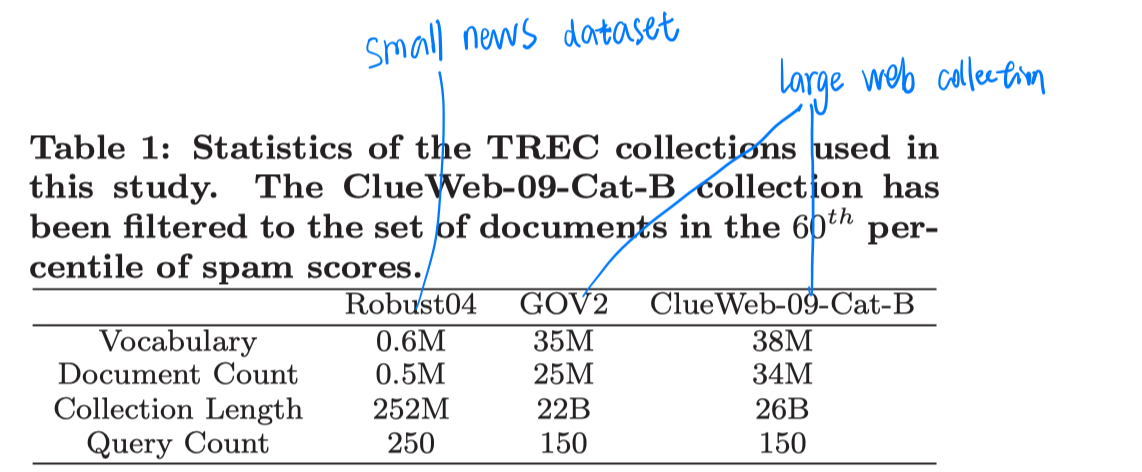 small news dataset
large web collection
Table 1: Statistics of the TREC collections used in
this study. The ClueWeb-09-Cat-B collection has
been filtered to the set of documents in the 60th per-
centile of spam scores.
Robust04 GOV2 ClueWeb-09-Cat-B
Vocabulary 0.6M 35M 38M
Document Count 0.5M 25M 34M
Collection Length 252M 22B 26B
Query Count 250 150 150